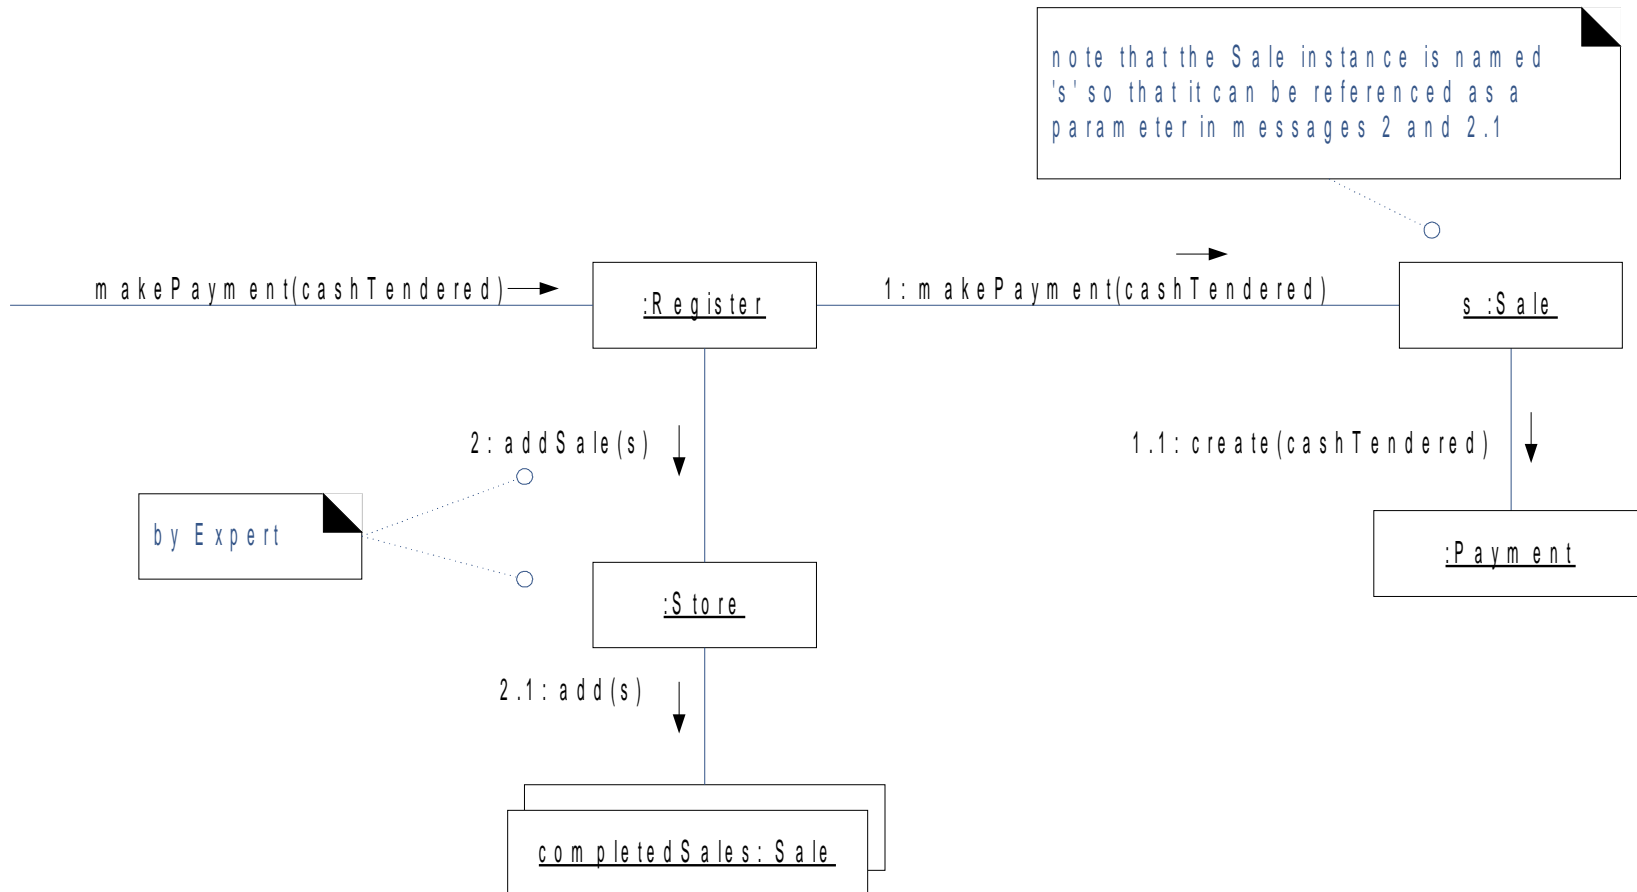 note that the Sale instance is named
's' so that it can be referenced as a
parameter in messages 2 and 2.1
makePayment(cashTendered)
:Register
1: makePayment(cashTendered)
s :Sale
2: addSale(s)
1.1: create(cashTendered)
by Expert
:Payment
:Store
2.1: add(s)
completedSales: Sale